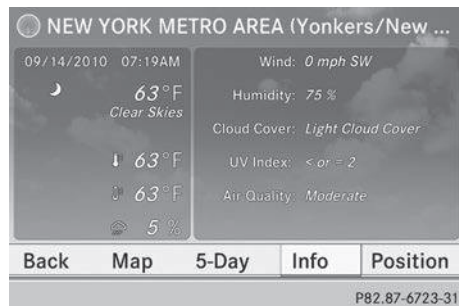 NEW YORK METRO AREA (Yonkers/New ...
09/14/2010 07:19AM
63°F
Clear Skies
63°F
63°F
5 %
Wind: 0 mph SW
Humidity: 75 %
Cloud Cover: Light Cloud Cover
UV Index: < or = 2
Air Quality: Moderate
Back Map 5-Day Info Position
P82.87-6723-31